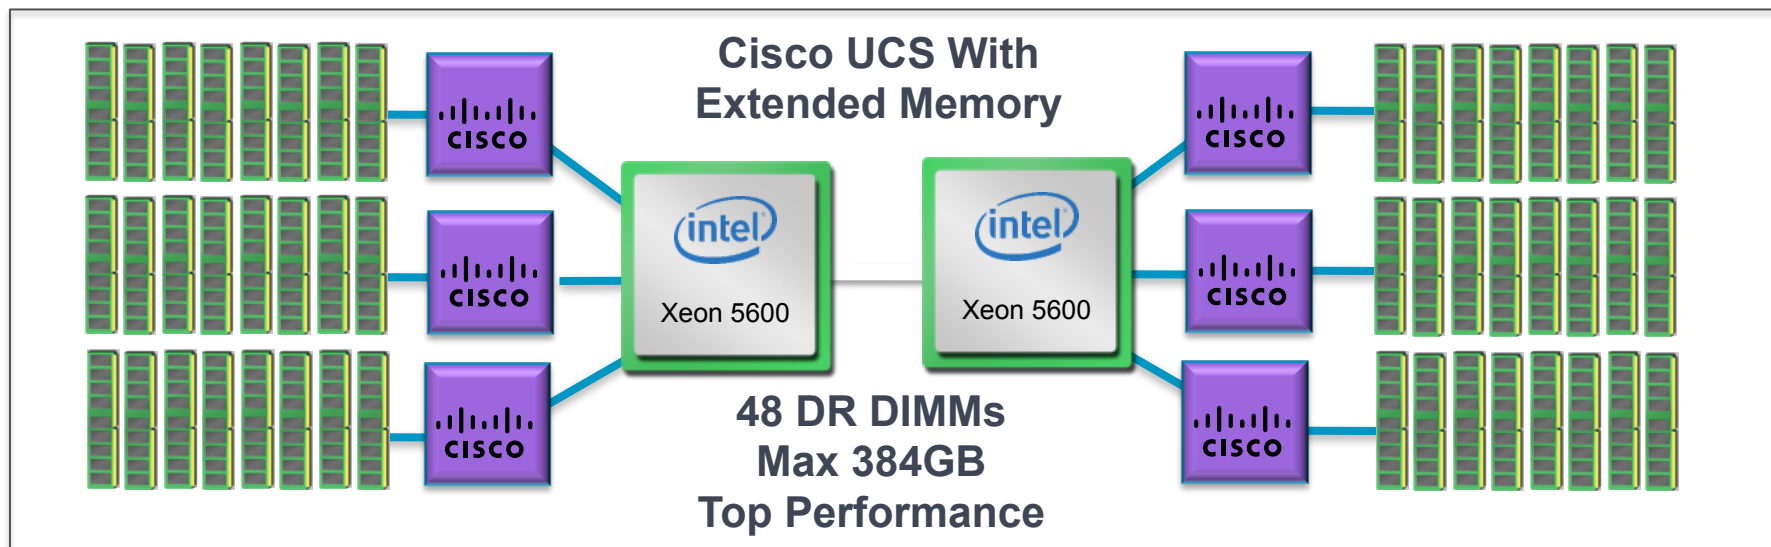 Cisco UCS With
Extended Memory
CISCO
CISCO
intel
Xeon 5600
intel
Xeon 5600
CISCO
CISCO
CISCO
CISCO
48 DR DIMMs
Max 384GB
Top Performance